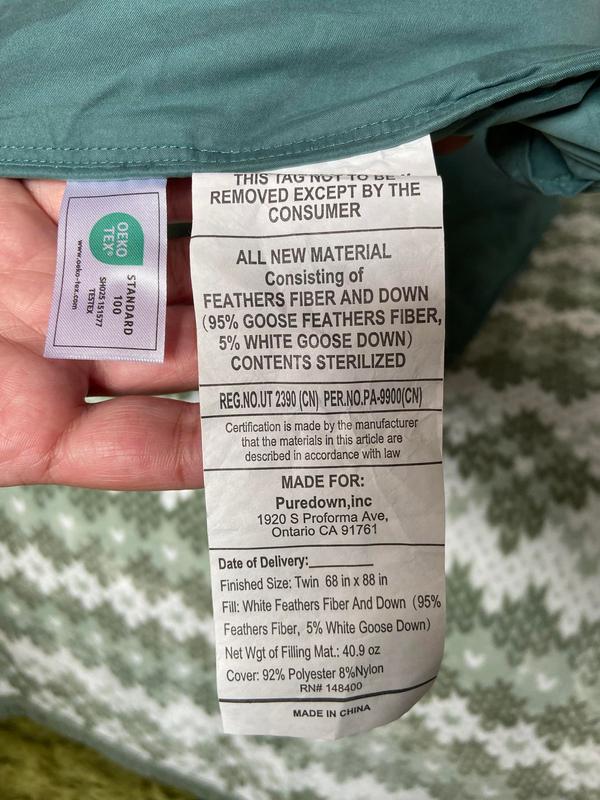 OEKO
TEX®
STANDARD
100
SH025 151577
TESTEX
www.oeko-tex.com
THIS TAG NOT TO BE
REMOVED EXCEPT BY THE
CONSUMER
ALL NEW MATERIAL
Consisting of
FEATHERS FIBER AND DOWN
(95% GOOSE FEATHERS FIBER,
5% WHITE GOOSE DOWN)
CONTENTS STERILIZED
REG.NO.UT 2390 (CN) PER.NO.PA-9900(CN)
Certification is made by the manufacturer
that the materials in this article are
described in accordance with law
MADE FOR:
Puredown,inc
1920 S Proforma Ave,
Ontario CA 91761
Date of Delivery:________
Finished Size: Twin 68 in x 88 in
Fill: White Feathers Fiber And Down (95%
Feathers Fiber, 5% White Goose Down)
Net Wgt of Filling Mat.: 40.9 oz
Cover: 92% Polyester 8%Nylon
RN# 148400
MADE IN CHINA